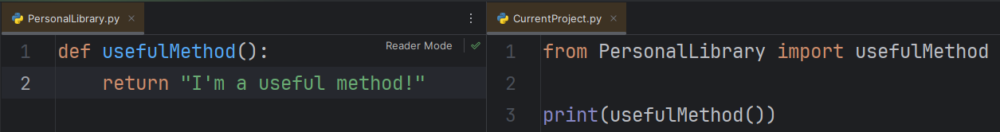 PersonalLibrary.py
Reader Mode
1 def usefulMethod():
2 return "I'm a useful method!"
CurrentProject.py
1 from PersonalLibrary import usefulMethod
2
3 print(usefulMethod())